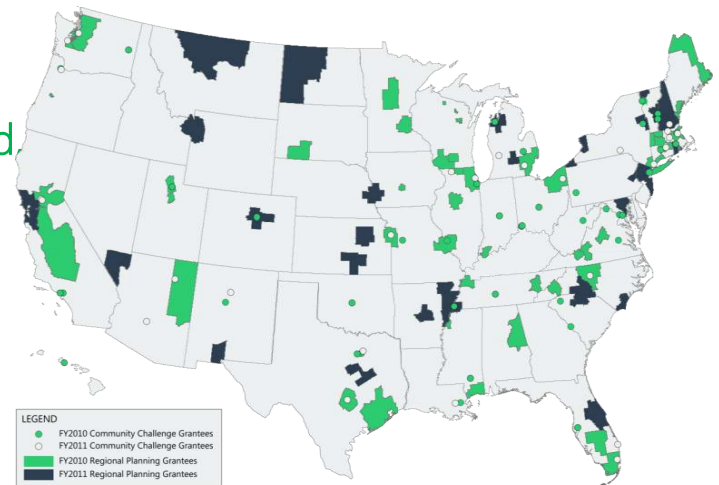 d.
LEGEND
FY2010 Community Challenge Grantees
FY2011 Community Challenge Grantees
FY2010 Regional Planning Grantees
FY2011 Regional Planning Grantees